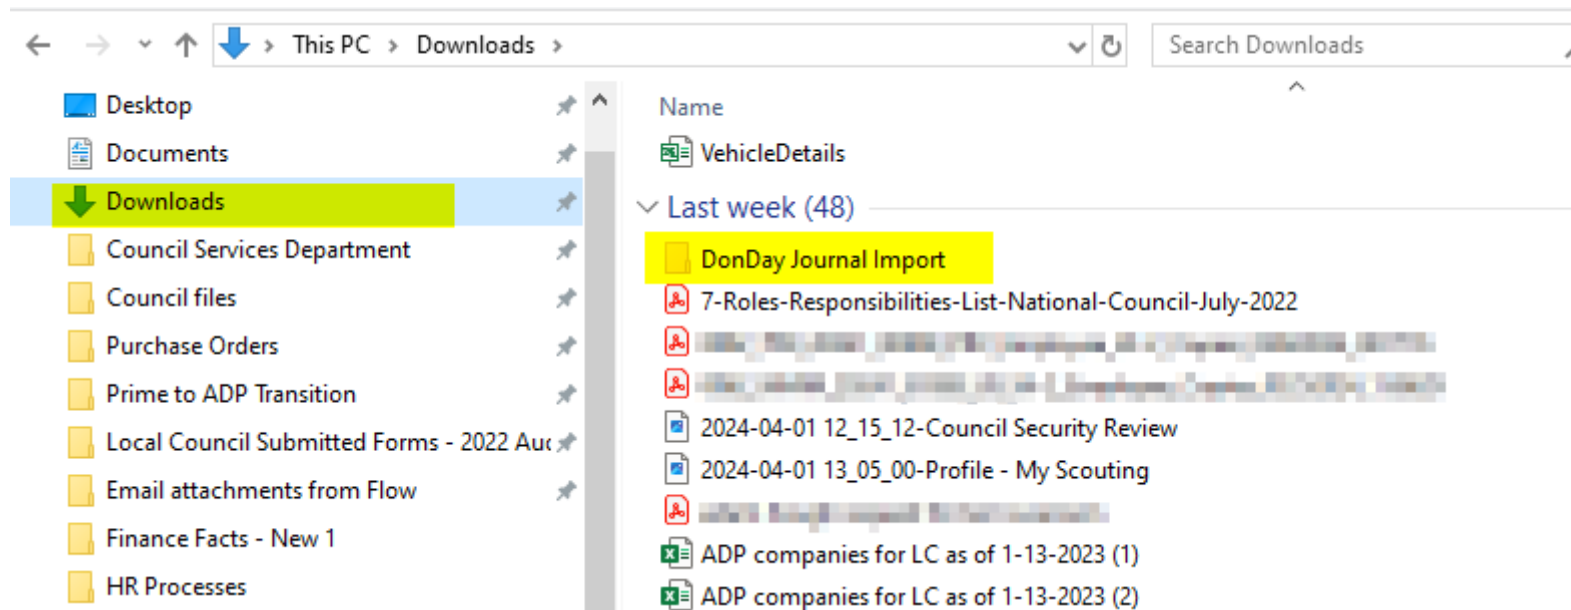 This PC > Downloads >
Search Downloads
Desktop
Documents
Downloads
Council Services Department
Council files
Purchase Orders
Prime to ADP Transition
Local Council Submitted Forms - 2022 Auc
Email attachments from Flow
Finance Facts - New 1
HR Processes
Name
VehicleDetails
Last week (48)
DonDay Journal Import
7-Roles-Responsibilities-List-National-Council-July-2022
2024-04-01 12_15_12-Council Security Review
2024-04-01 13_05_00-Profile - My Scouting
ADP companies for LC as of 1-13-2023 (1)
ADP companies for LC as of 1-13-2023 (2)